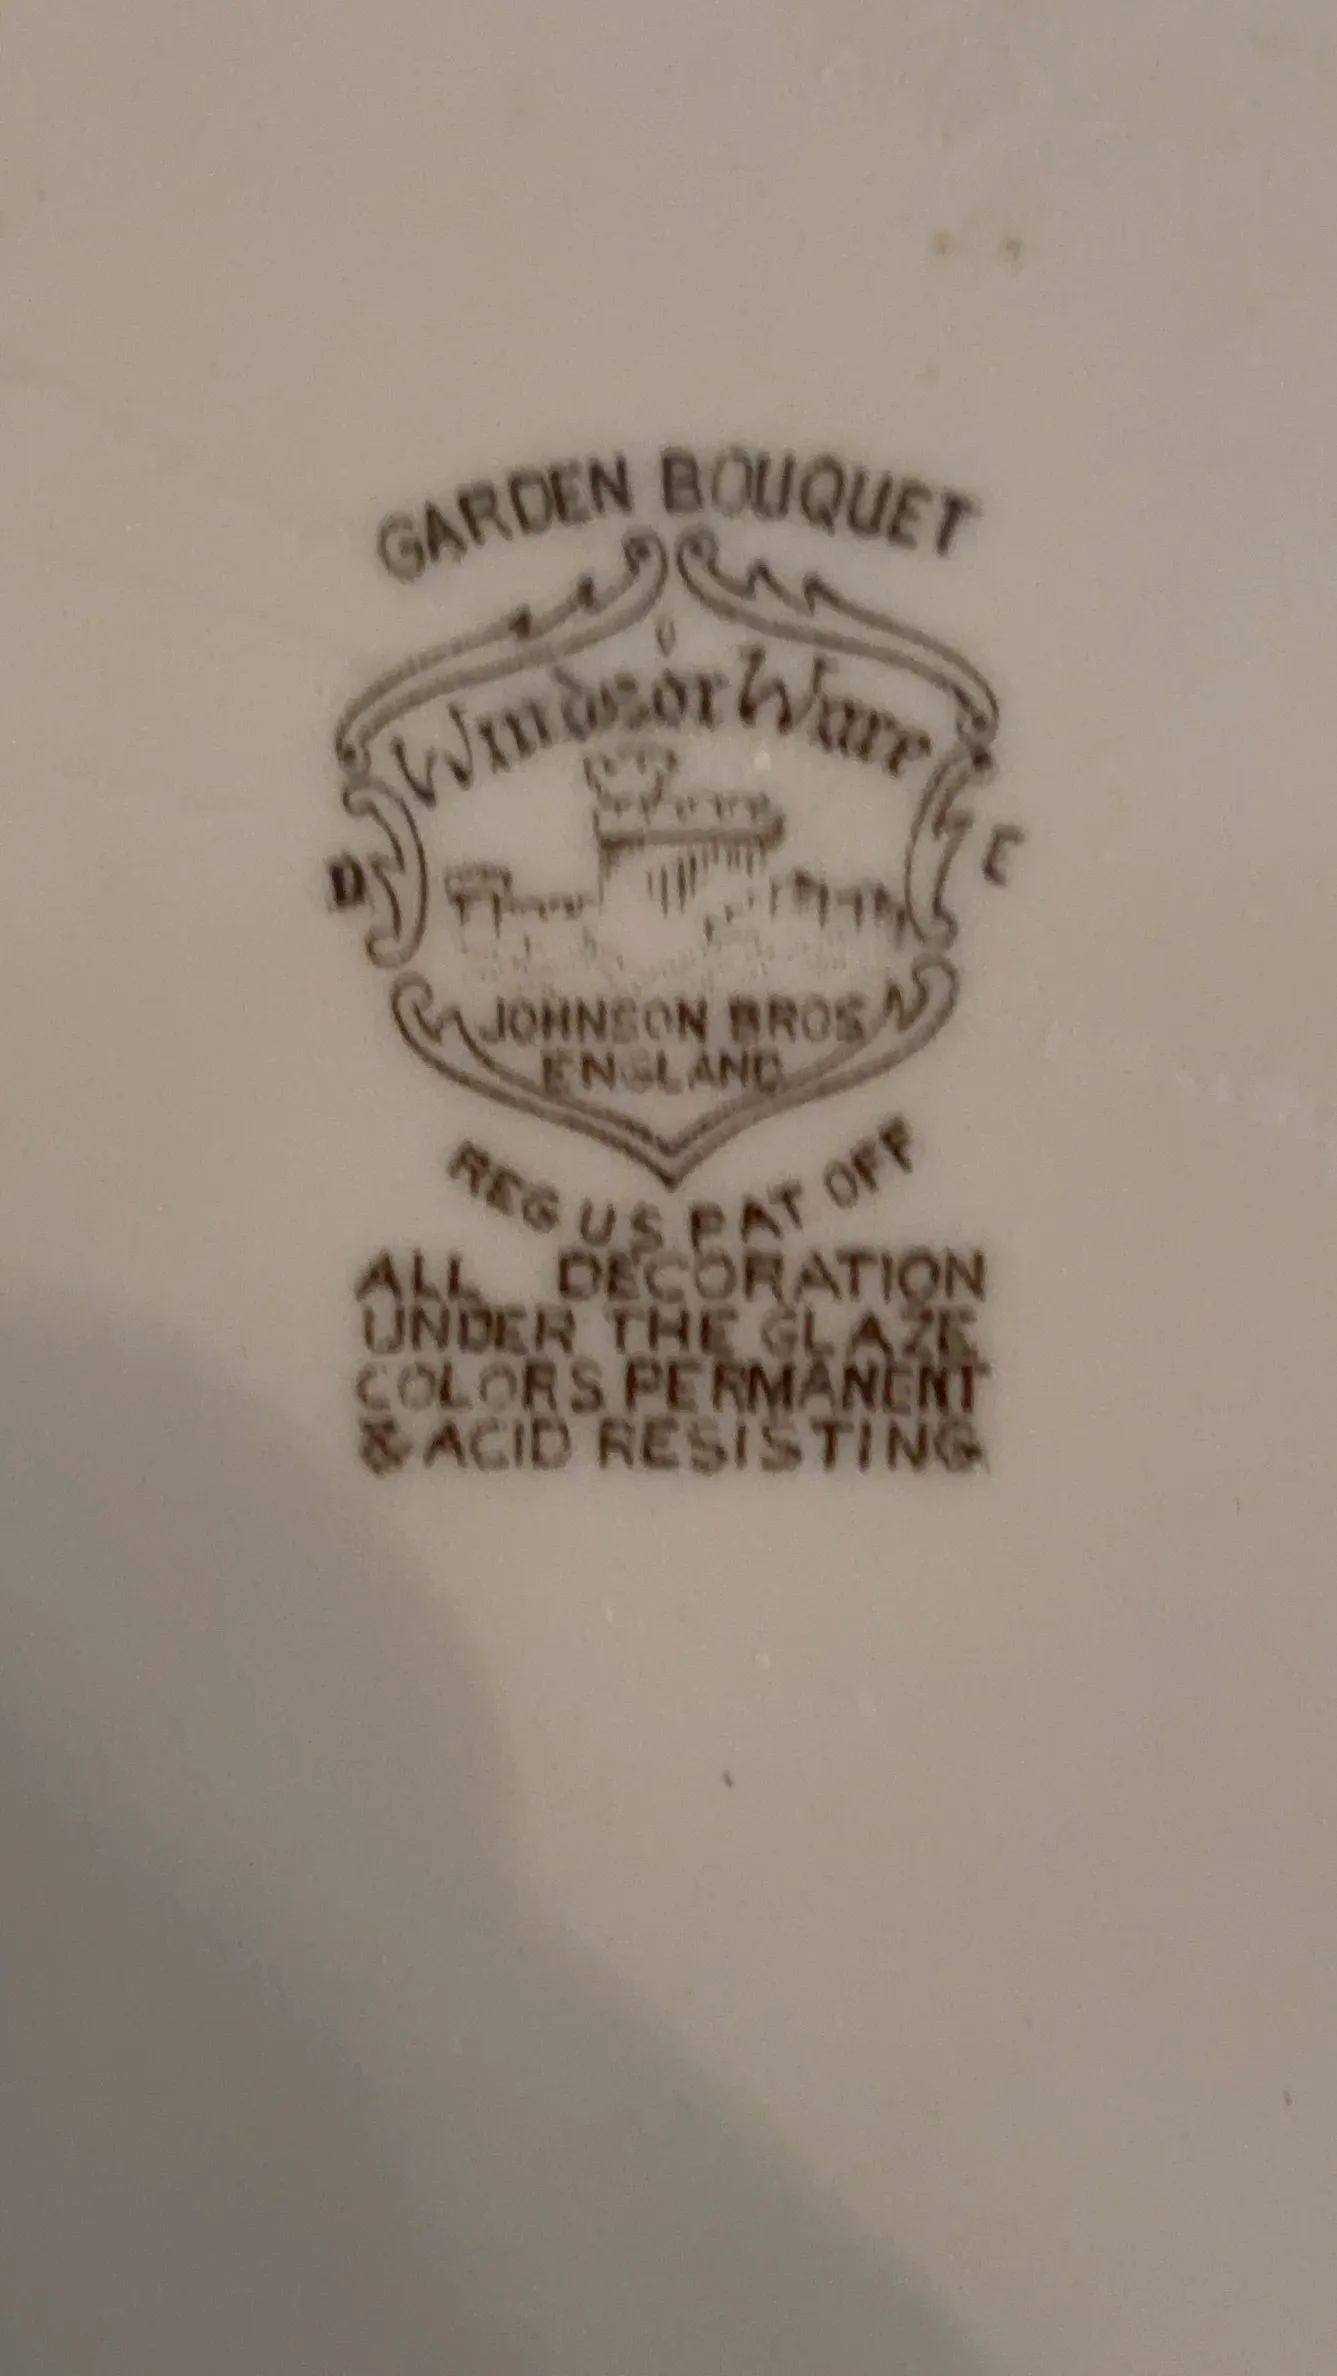 GARDEN BOUQUET
Windsor Ware
D E
JOHNSON BROS
ENGLAND
REG US PAT OFF
ALL DECORATION
UNDER THE GLAZE
COLORS PERMANENT
& ACID RESISTING